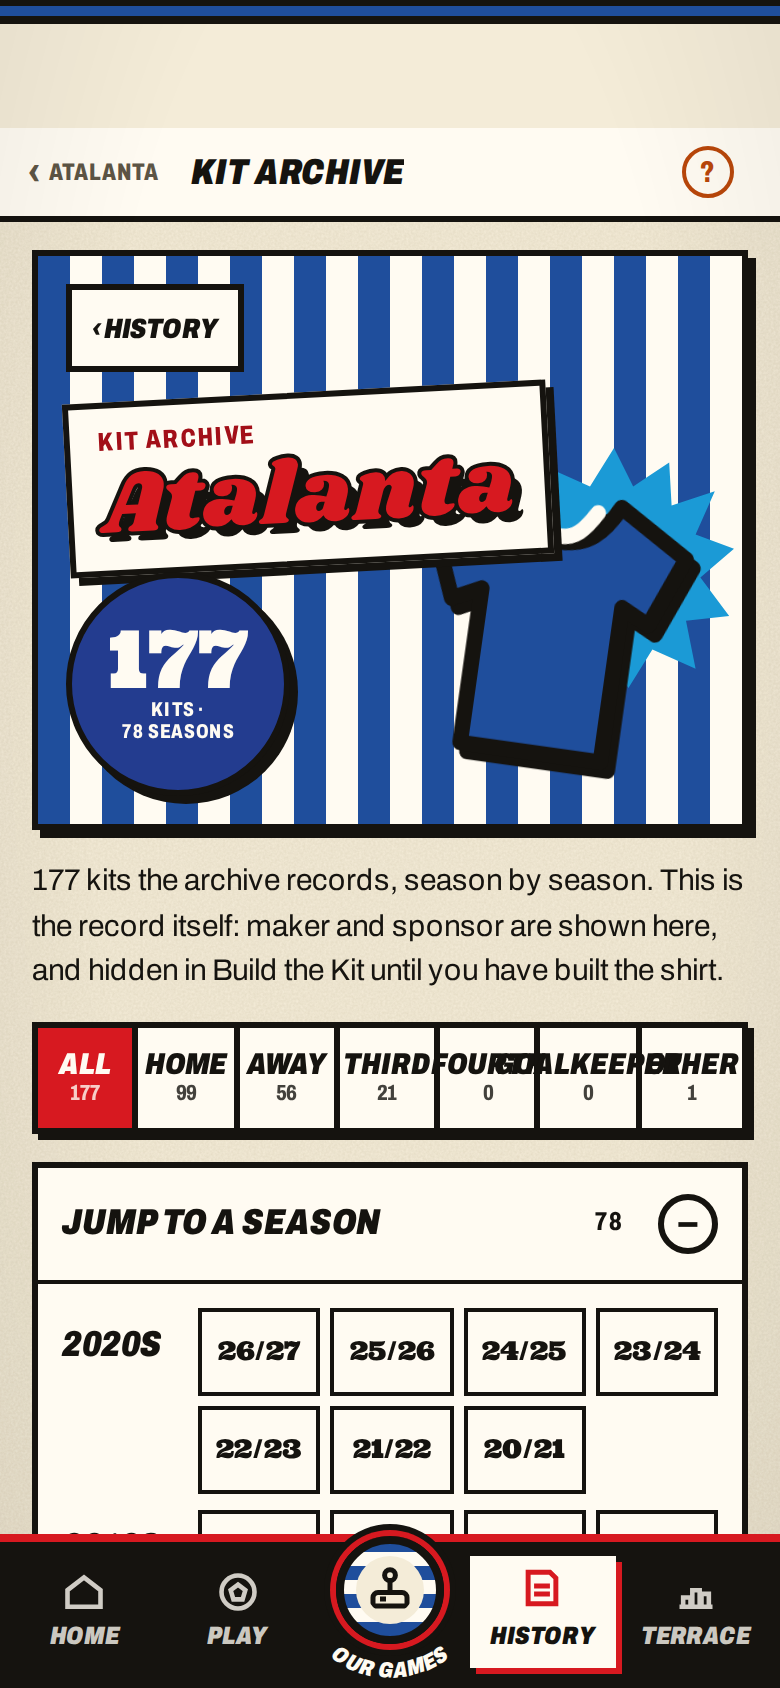 ‹ ATALANTA KIT ARCHIVE ?
‹HISTORY
KIT ARCHIVE
Atalanta
177
KITS ·
78 SEASONS
177 kits the archive records, season by season. This is
the record itself: maker and sponsor are shown here,
and hidden in Build the Kit until you have built the shirt.
ALL HOME AWAY THIRD FOURTH GOALKEEPER OTHER
177 99 56 21 0 0 1
JUMP TO A SEASON 78 −
2020S 26/27 25/26 24/25 23/24
22/23 21/22 20/21
HOME PLAY OUR GAMES HISTORY TERRACE